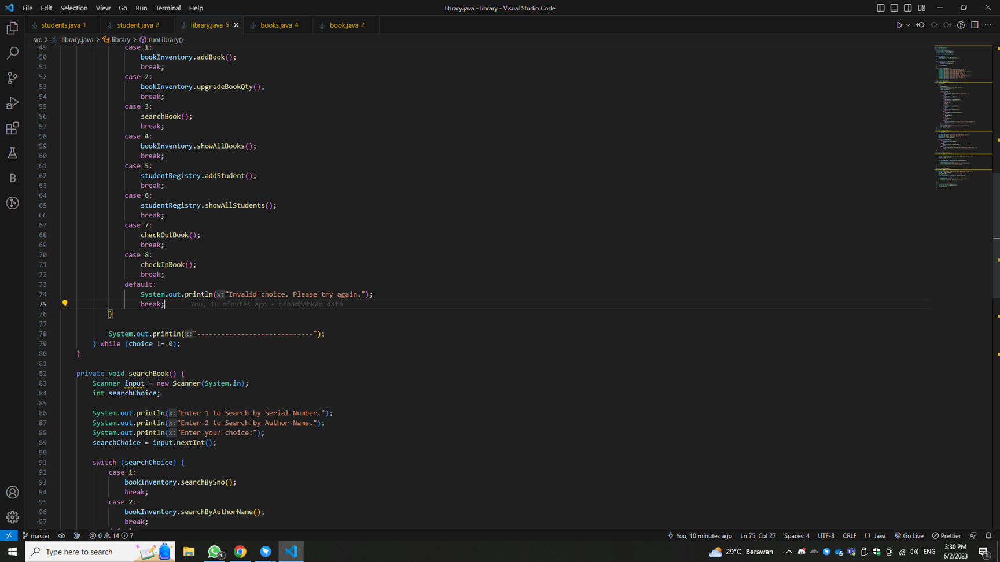 File Edit Selection View Go Run Terminal Help
library.java - library - Visual Studio Code
students.java 1 student.java 2 library.java 5 books.java 4 book.java 2
src > library.java > library > runLibrary()
49 case 1:
50 bookInventory.addBook();
51 break;
52 case 2:
53 bookInventory.upgradeBookQty();
54 break;
55 case 3:
56 searchBook();
57 break;
58 case 4:
59 bookInventory.showAllBooks();
60 break;
61 case 5:
62 studentRegistry.addStudent();
63 break;
64 case 6:
65 studentRegistry.showAllStudents();
66 break;
67 case 7:
68 checkOutBook();
69 break;
70 case 8:
71 checkInBook();
72 break;
73 default:
74 System.out.println(x:"Invalid choice. Please try again.");
75 break; You, 10 minutes ago • menambahkan data
76 }
77
78 System.out.println(x:"-----------------------------");
79 } while (choice != 0);
80 }
81
82 private void searchBook() {
83 Scanner input = new Scanner(System.in);
84 int searchChoice;
85
86 System.out.println(x:"Enter 1 to Search by Serial Number.");
87 System.out.println(x:"Enter 2 to Search by Author Name.");
88 System.out.println(x:"Enter your choice:");
89 searchChoice = input.nextInt();
90
91 switch (searchChoice) {
92 case 1:
93 bookInventory.searchBySno();
94 break;
95 case 2:
96 bookInventory.searchByAuthorName();
97 break;
master 0 14 7 You, 10 minutes ago Ln 75, Col 27 Spaces: 4 UTF-8 CRLF {} Java Go Live Prettier
Type here to search 3 29°C Berawan ENG 3:30 PM 1
6/2/2023